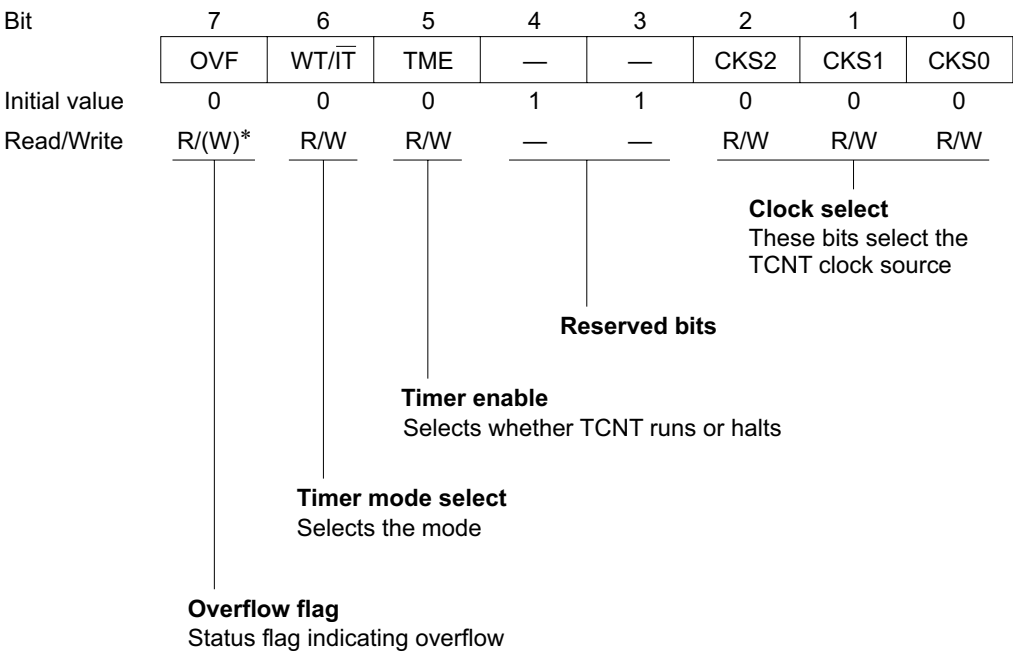 Bit 7 6 5 4 3 2 1 0
OVF WT/I̅T̅ TME — — CKS2 CKS1 CKS0
Initial value 0 0 0 1 1 0 0 0
Read/Write R/(W)* R/W R/W — — R/W R/W R/W
Clock select
These bits select the
TCNT clock source
Reserved bits
Timer enable
Selects whether TCNT runs or halts
Timer mode select
Selects the mode
Overflow flag
Status flag indicating overflow